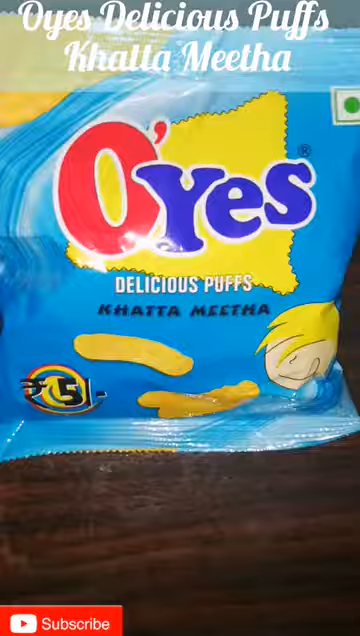 Oyes Delicious Puffs
Khatta Meetha
O'Yes®
DELICIOUS PUFFS
KHATTA MEETHA
₹5/-
Subscribe